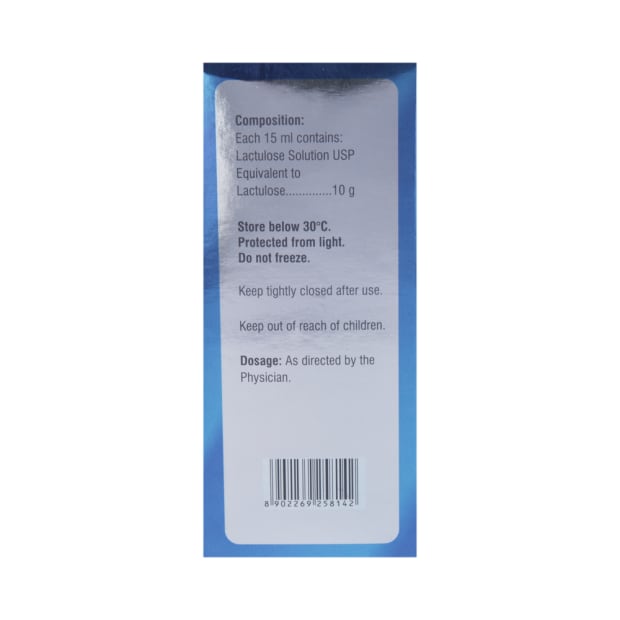 Composition:
Each 15 ml contains:
Lactulose Solution USP
Equivalent to
Lactulose..............10 g
Store below 30°C.
Protected from light.
Do not freeze.
Keep tightly closed after use.
Keep out of reach of children.
Dosage: As directed by the
Physician.
8 902269 258142